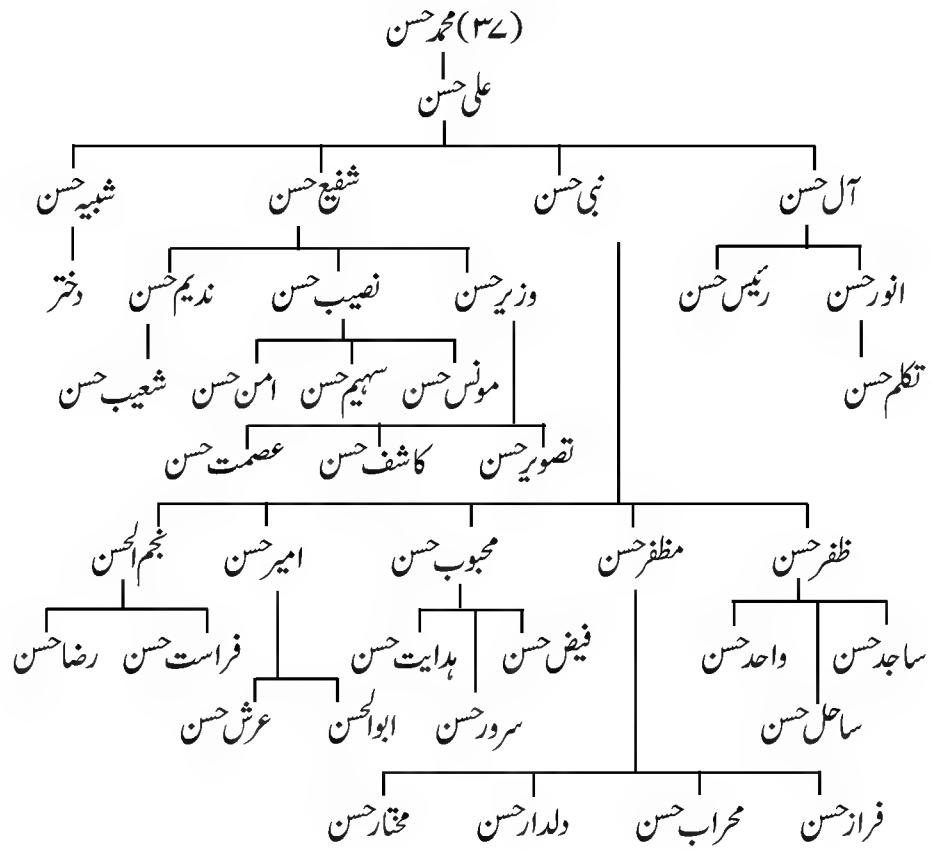 (۳۷) محمد حسن
علی حسن
آل حسن نبی حسن شفیع حسن شبیہ حسن
انور حسن رئیس حسن وزیر حسن نصیب حسن ندیم حسن دختر
تکلم حسن مونس حسن سہیم حسن امن حسن شعیب حسن
تصویر حسن کاشف حسن عصمت حسن
ظفر حسن مظفر حسن محبوب حسن امیر حسن نجم الحسن
ساجد حسن واحد حسن فیض حسن ہدایت حسن فراست حسن رضا حسن
ساحل حسن سرور حسن ابوالحسن عرش حسن
فراز حسن محراب حسن دلدار حسن مختار حسن